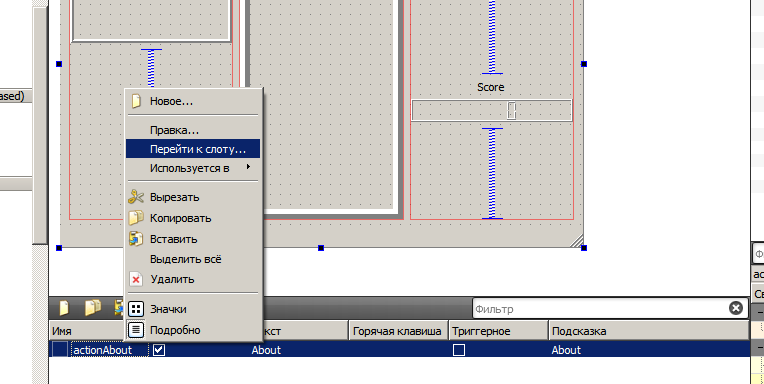 Score
ased)
Новое...
Правка...
Перейти к слоту...
Используется в
Вырезать
Копировать
Вставить
Выделить всё
Удалить
Значки
Подробно
Фильтр
Имя
кст
Горячая клавиша
Триггерное
Подсказка
actionAbout
About
About